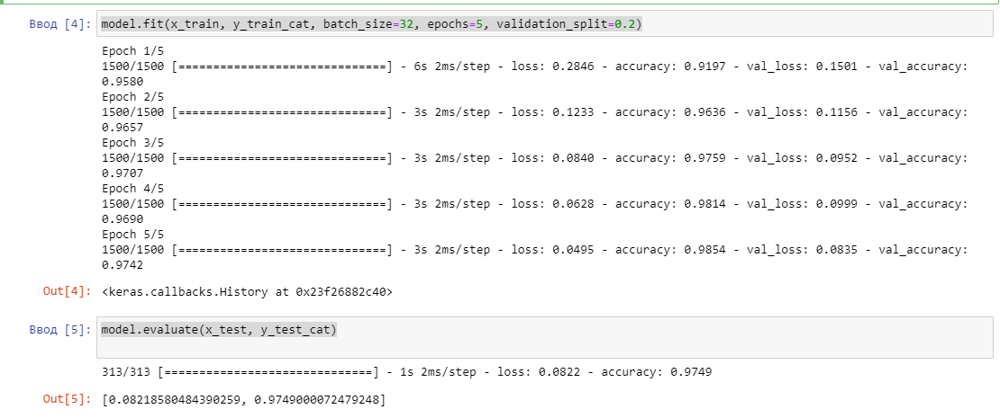 Ввод [4]: model.fit(x_train, y_train_cat, batch_size=32, epochs=5, validation_split=0.2)
Epoch 1/5
1500/1500 [==============================] - 6s 2ms/step - loss: 0.2846 - accuracy: 0.9197 - val_loss: 0.1501 - val_accuracy:
0.9580
Epoch 2/5
1500/1500 [==============================] - 3s 2ms/step - loss: 0.1233 - accuracy: 0.9636 - val_loss: 0.1156 - val_accuracy:
0.9657
Epoch 3/5
1500/1500 [==============================] - 3s 2ms/step - loss: 0.0840 - accuracy: 0.9759 - val_loss: 0.0952 - val_accuracy:
0.9707
Epoch 4/5
1500/1500 [==============================] - 3s 2ms/step - loss: 0.0628 - accuracy: 0.9814 - val_loss: 0.0999 - val_accuracy:
0.9690
Epoch 5/5
1500/1500 [==============================] - 3s 2ms/step - loss: 0.0495 - accuracy: 0.9854 - val_loss: 0.0835 - val_accuracy:
0.9742
Out[4]: <keras.callbacks.History at 0x23f26882c40>
Ввод [5]: model.evaluate(x_test, y_test_cat)
313/313 [==============================] - 1s 2ms/step - loss: 0.0822 - accuracy: 0.9749
Out[5]: [0.08218580484390259, 0.9749000072479248]